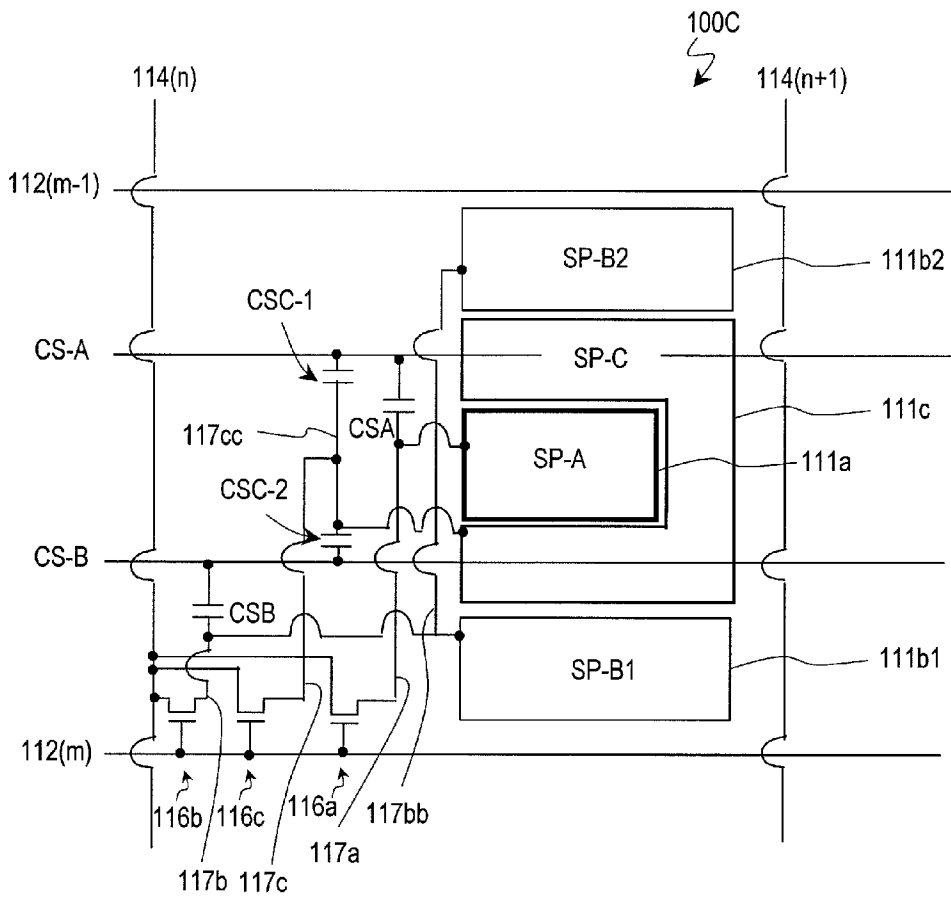 100C
114(n)
114(n+1)
112(m-1)
SP-B2
111b2
CSC-1
CS-A
SP-C
111c
CSA
117cc
SP-A
111a
CSC-2
CS-B
CSB
SP-B1
111b1
112(m)
116b
116c
116a
117bb
117a
117b
117c